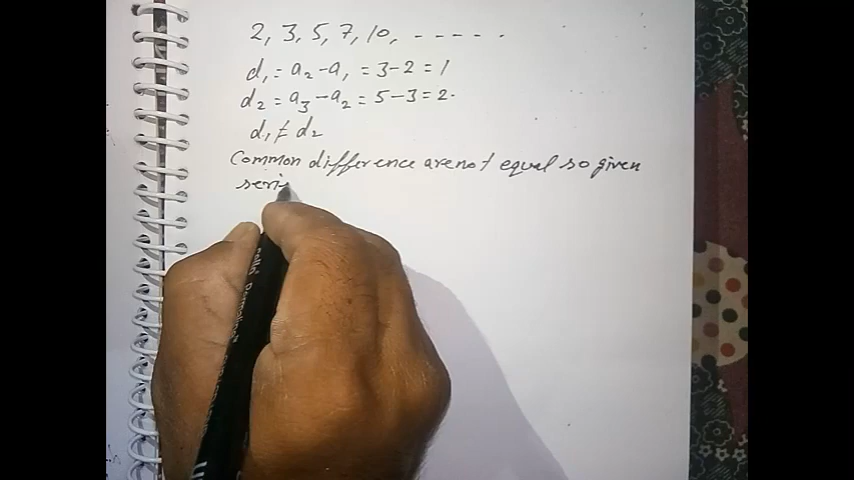 2, 3, 5, 7, 10, - - - - - .
d₁ = a₂ - a₁ = 3 - 2 = 1
d₂ = a₃ - a₂ = 5 - 3 = 2.
d₁ ≠ d₂
Common difference are not equal so given
seri